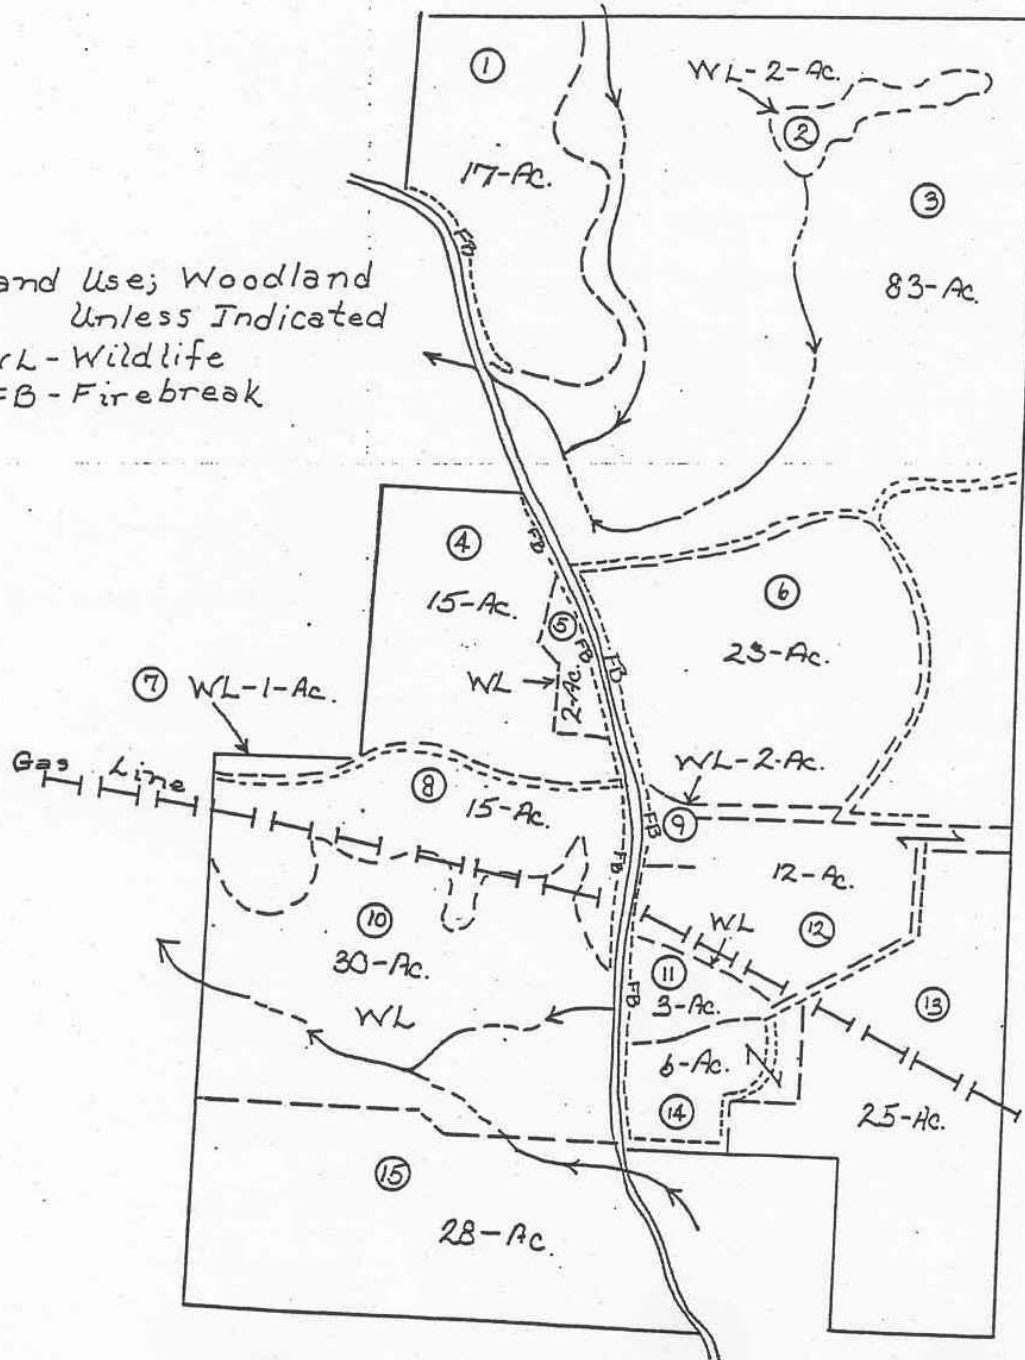 ①
WL-2-Ac.
②
17-Ac.
③
FB
and Use; Woodland
Unless Indicated
83-Ac.
L - Wildlife
FB - Firebreak
④
FB
15-Ac.
⑥
⑤
FB
FB
23-Ac.
WL
2-Ac.
⑦ WL-1-Ac.
Gas Line
WL-2-Ac.
⑧
15-Ac.
⑨
FB
FB
12-Ac.
⑩
WL
⑫
30-Ac.
⑪
3-Ac.
FB
⑬
WL
6-Ac.
⑭
25-Ac.
⑮
28-Ac.